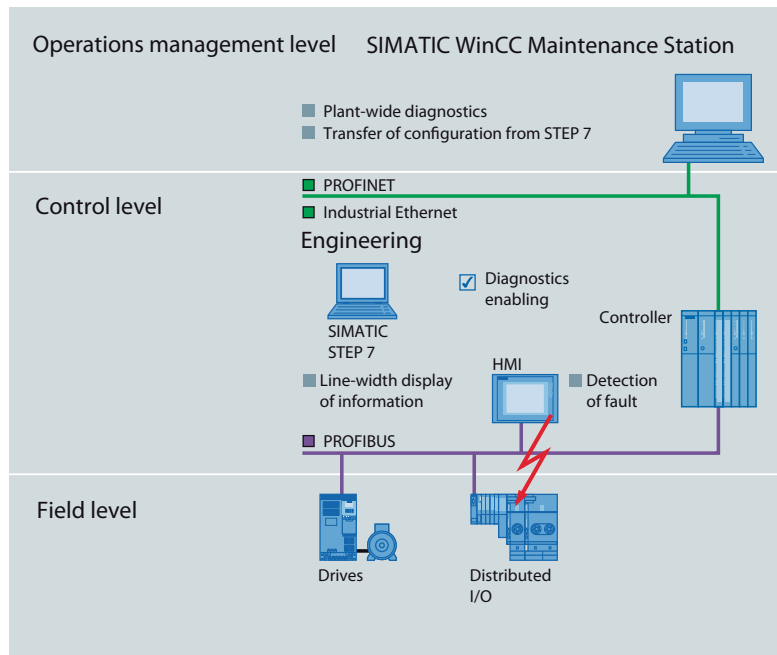 Operations management level
SIMATIC WinCC Maintenance Station
Plant-wide diagnostics
Transfer of configuration from STEP 7
Control level
PROFINET
Industrial Ethernet
Engineering
Diagnostics
enabling
SIMATIC
STEP 7
Controller
Line-width display
of information
HMI
Detection
of fault
PROFIBUS
Field level
Drives
Distributed
I/O